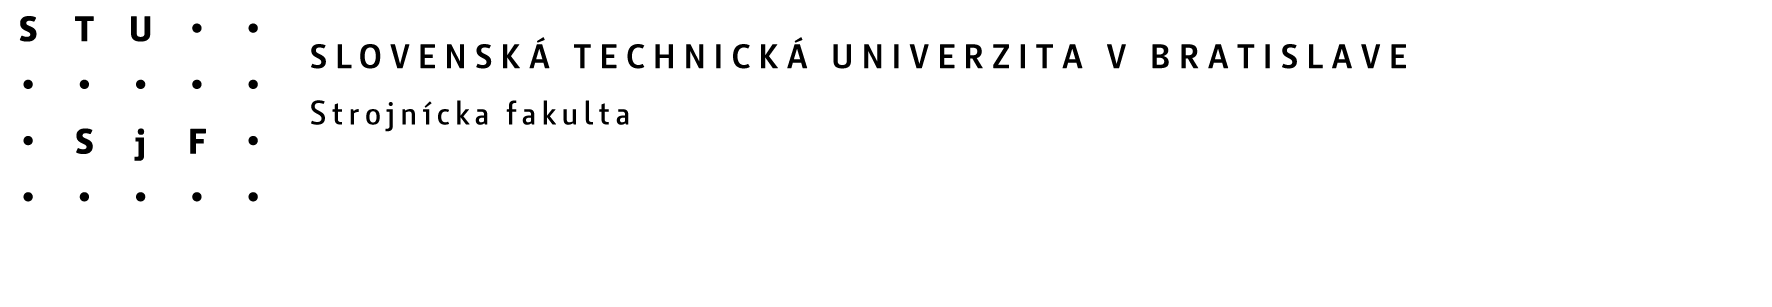 S T U
S j F
SLOVENSKÁ TECHNICKÁ UNIVERZITA V BRATISLAVE
Strojnícka fakulta